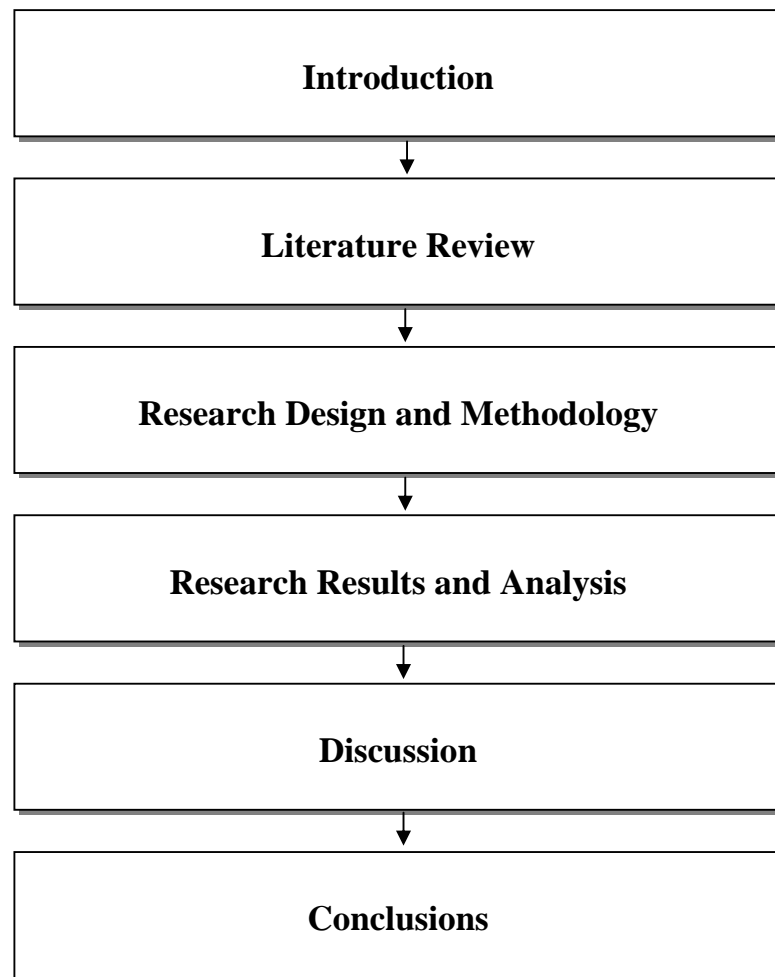 Introduction
Literature Review
Research Design and Methodology
Research Results and Analysis
Discussion
Conclusions